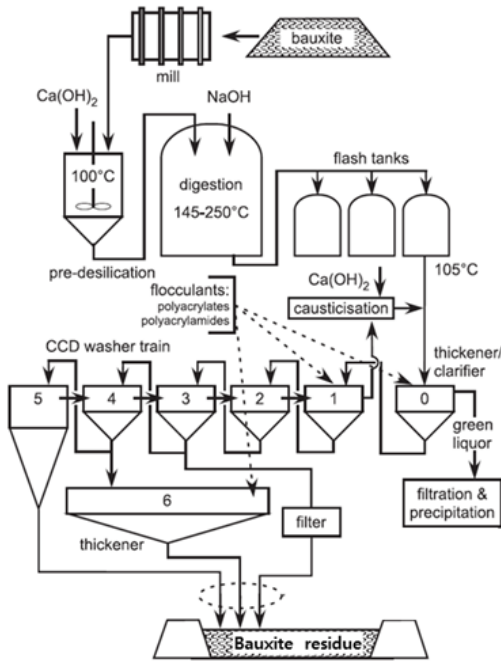 bauxite
mill
Ca(OH)2
NaOH
100°C
digestion
145-250°C
flash tanks
pre-desilication
105°C
Ca(OH)2
flocculants:
polyacrylates
polyacrylamides
causticisation
CCD washer train
thickener/
clarifier
5
4
3
2
1
0
green
liquor
6
filter
filtration &
precipitation
thickener
Bauxite residue